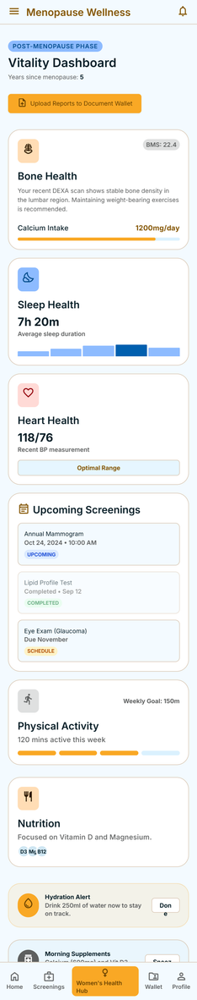 Menopause Wellness
POST-MENOPAUSE PHASE
Vitality Dashboard
Years since menopause: 5
Upload Reports to Document Wallet
BMS: 22.4
Bone Health
Your recent DEXA scan shows stable bone density in
the lumbar region. Maintaining weight-bearing exercises
is recommended.
Calcium Intake 1200mg/day
Sleep Health
7h 20m
Average sleep duration
Heart Health
118/76
Recent BP measurement
Optimal Range
Upcoming Screenings
Annual Mammogram
Oct 24, 2024 • 10:00 AM
UPCOMING
Lipid Profile Test
Completed • Sep 12
COMPLETED
Eye Exam (Glaucoma)
Due November
SCHEDULE
Weekly Goal: 150m
Physical Activity
120 mins active this week
Nutrition
Focused on Vitamin D and Magnesium.
D3 Mg B12
Hydration Alert
Drink 250ml of water now to stay
on track.
Don
e
Morning Supplements
Home
Screenings
Women's Health
Hub
Wallet
Profile